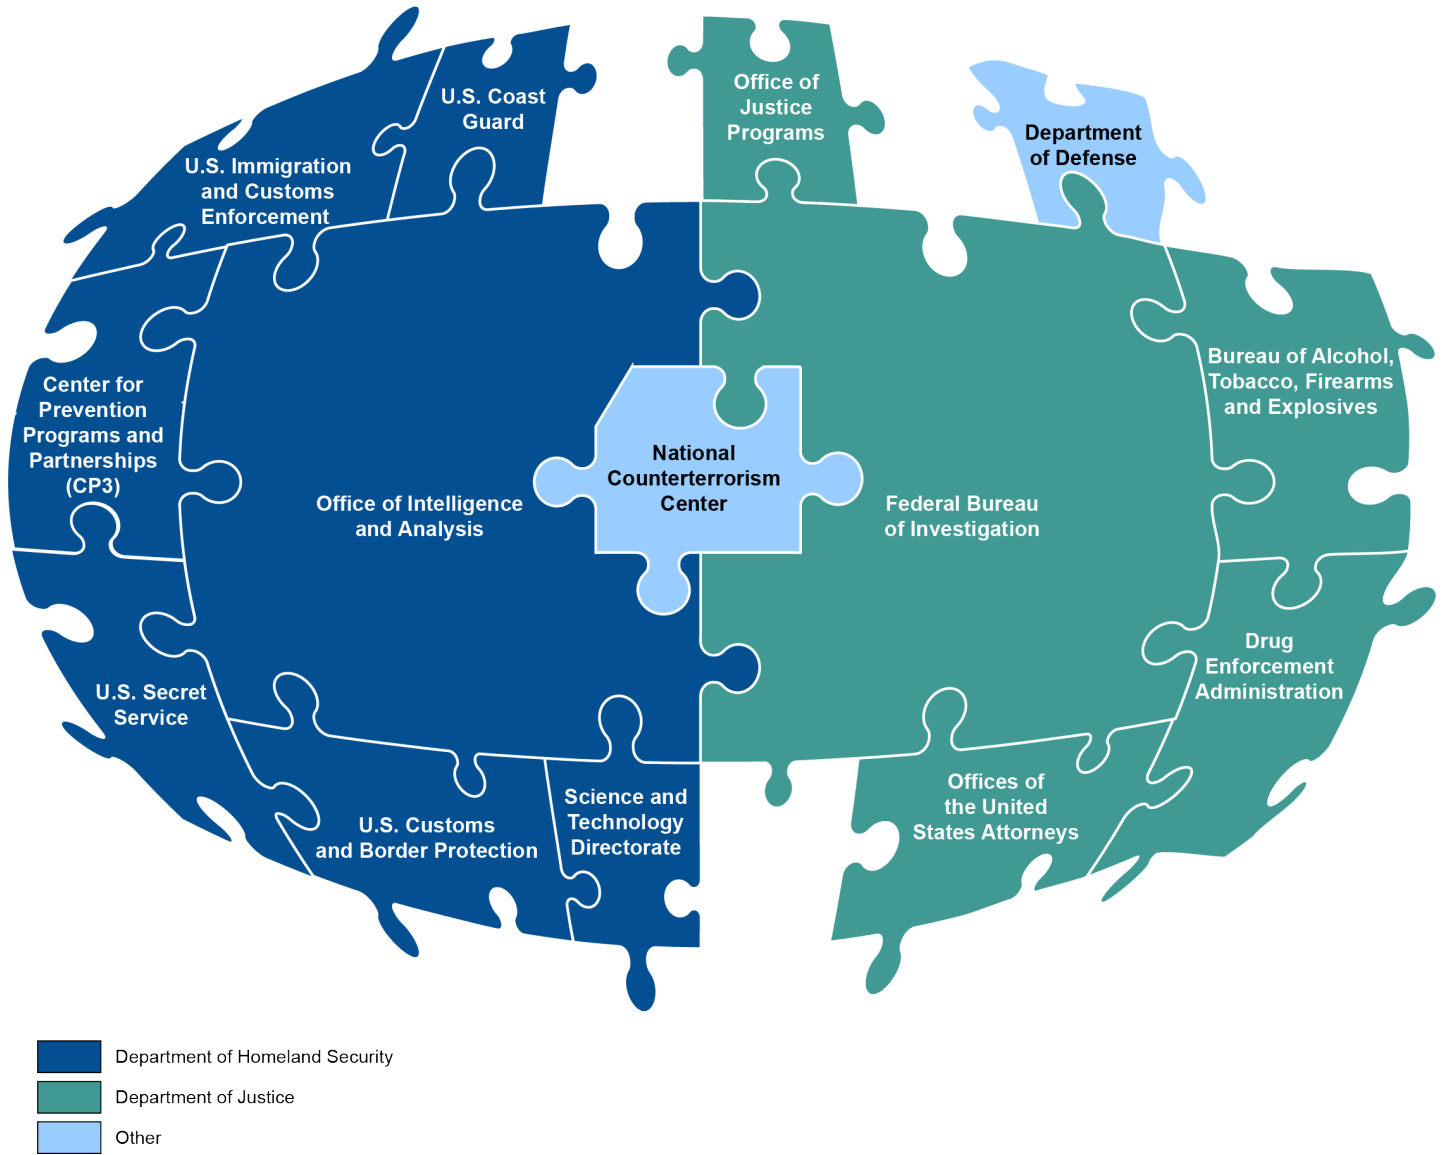 U.S. Coast
Guard
Office of
Justice
Programs
Department
of Defense
U.S. Immigration
and Customs
Enforcement
Bureau of Alcohol,
Tobacco, Firearms
and Explosives
Center for
Prevention
Programs and
Partnerships
(CP3)
National
Counterterrorism
Center
Office of Intelligence
and Analysis
Federal Bureau
of Investigation
Drug
Enforcement
Administration
U.S. Secret
Service
Offices of
the United
States Attorneys
Science and
Technology
Directorate
U.S. Customs
and Border Protection
Department of Homeland Security
Department of Justice
Other